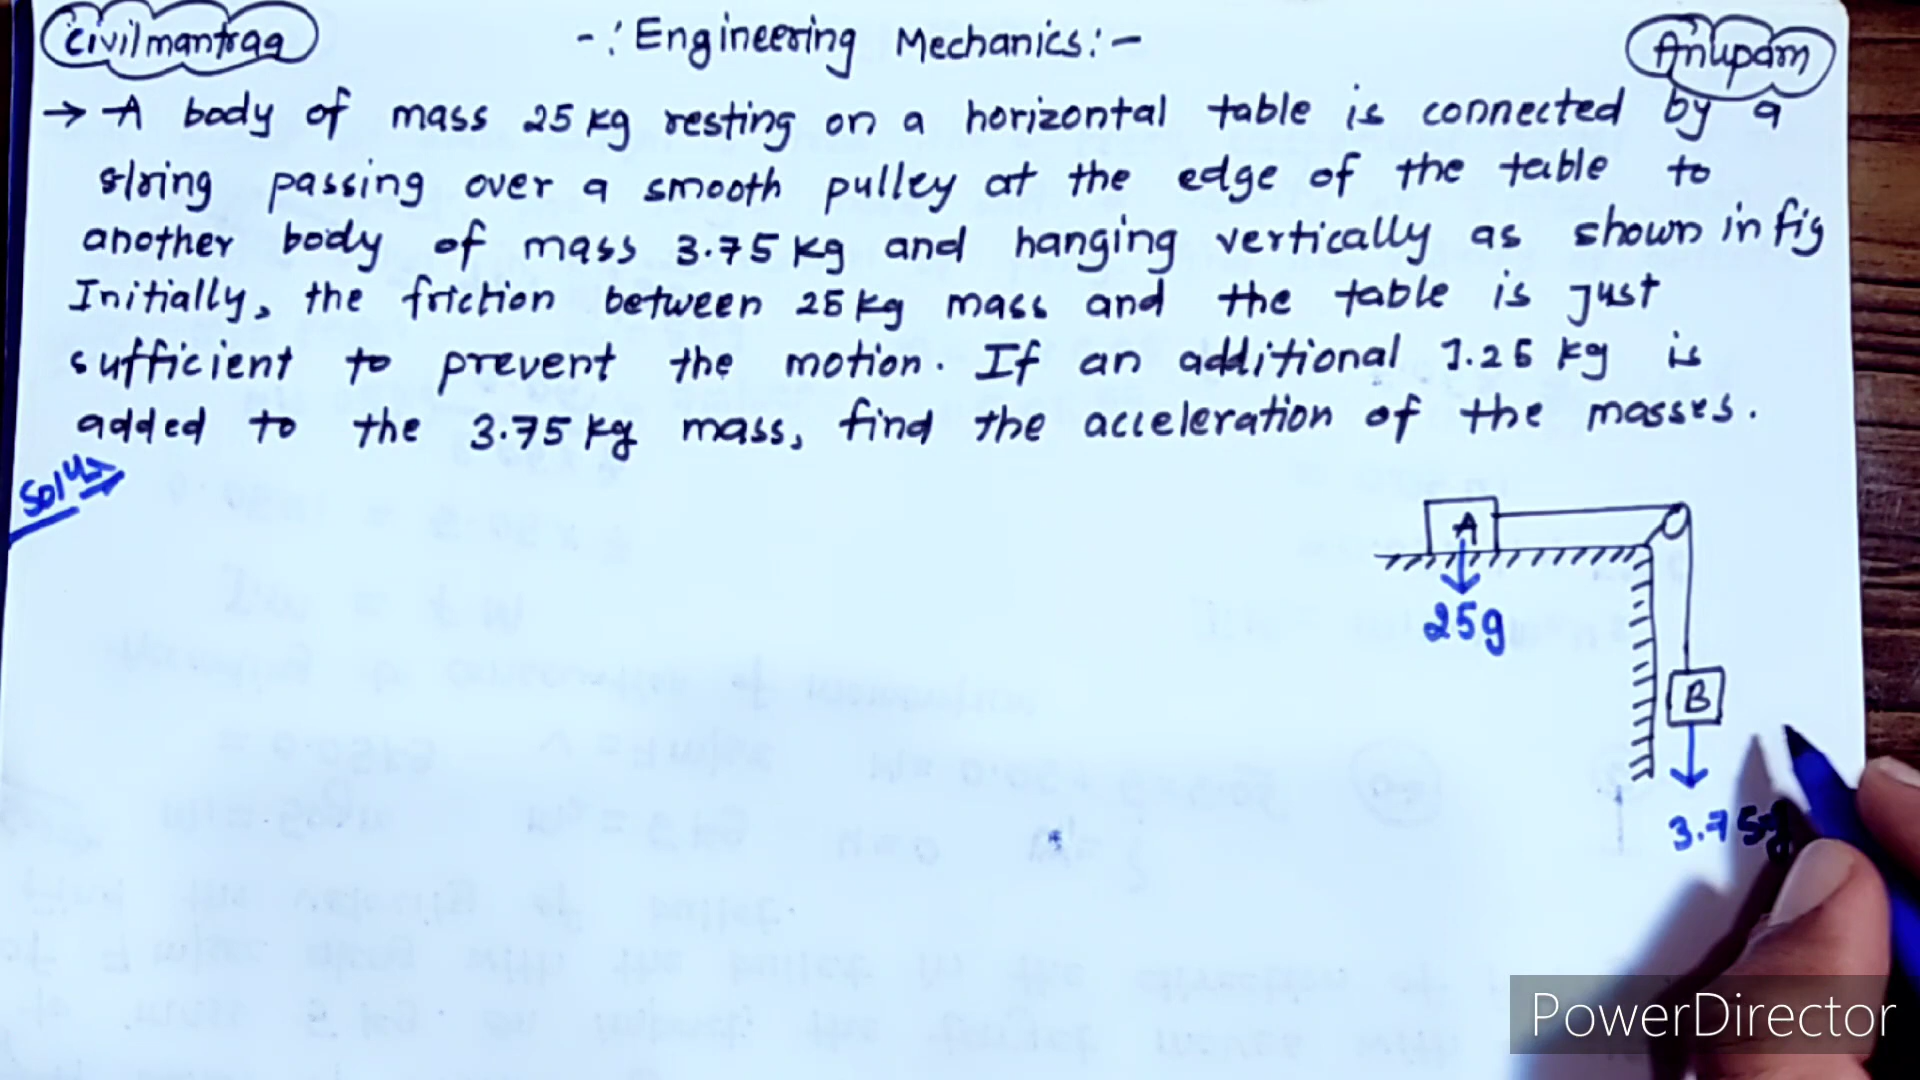 Civilmantraa
-:Engineering Mechanics:-
Anupam
→ A body of mass 25 kg resting on a horizontal table is connected by a
string passing over a smooth pulley at the edge of the table to
another body of mass 3.75 kg and hanging vertically as shown in fig
Initially, the friction between 25 kg mass and the table is just
sufficient to prevent the motion. If an additional 1.25 kg is
added to the 3.75 kg mass, find the acceleration of the masses.
Solu
A
25g
B
3.75g
PowerDirector